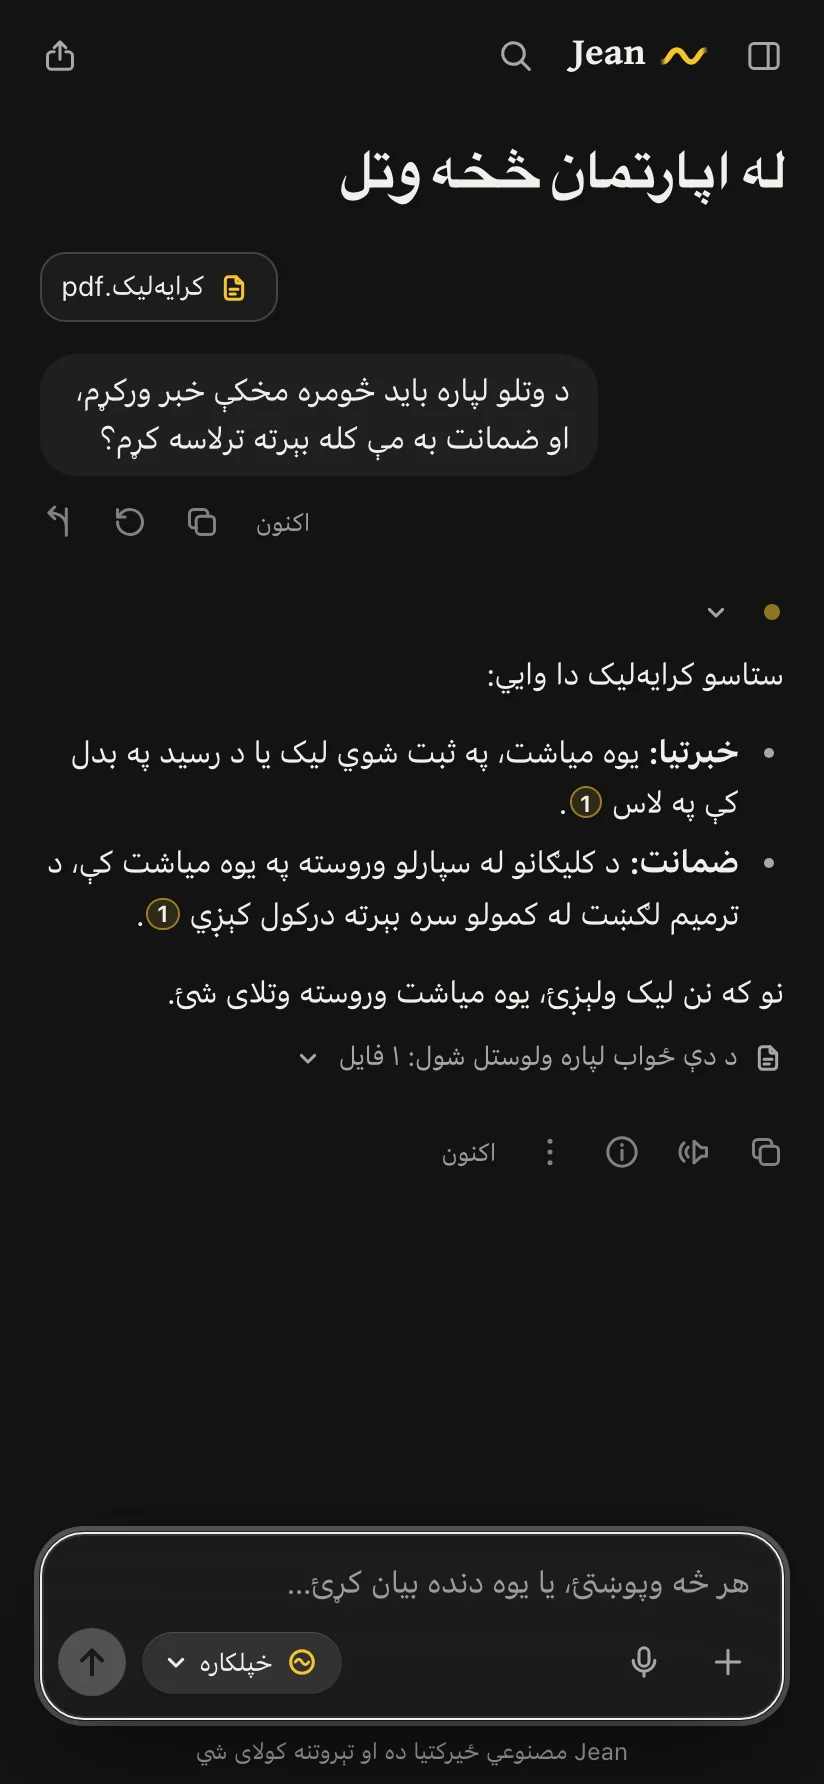 Jean
له اپارتمان څخه وتل
کرایه‌لیک.pdf
د وتلو لپاره باید څومره مخکې خبر ورکړم،
او ضمانت به مې کله بېرته ترلاسه کړم؟
اکنون
ستاسو کرایه‌لیک دا وایي:
• خبرتیا: یوه میاشت، په ثبت شوي لیک یا د رسید په بدل
کې په لاس 1.
• ضمانت: د کلیګانو له سپارلو وروسته په یوه میاشت کې، د
ترمیم لګښت له کمولو سره بېرته درکول کېږي 1.
نو که نن لیک ولېږئ، یوه میاشت وروسته وتلای شئ.
د دې ځواب لپاره ولوستل شول: ۱ فایل
اکنون
هر څه وپوښتئ، یا یوه دنده بیان کړئ...
خپلکاره
Jean مصنوعي ځیرکتیا ده او تېروتنه کولای شي